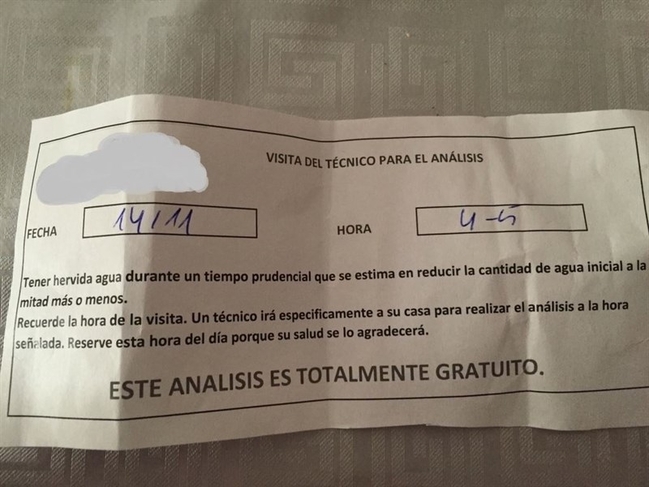 VISITA DEL TÉCNICO PARA EL ANÁLISIS
FECHA 14/11 HORA 4-5
Tener hervida agua durante un tiempo prudencial que se estima en reducir la cantidad de agua inicial a la
mitad más o menos.
Recuerde la hora de la visita. Un técnico irá especificamente a su casa para realizar el análisis a la hora
señalada. Reserve esta hora del día porque su salud se lo agradecerá.
ESTE ANALISIS ES TOTALMENTE GRATUITO.